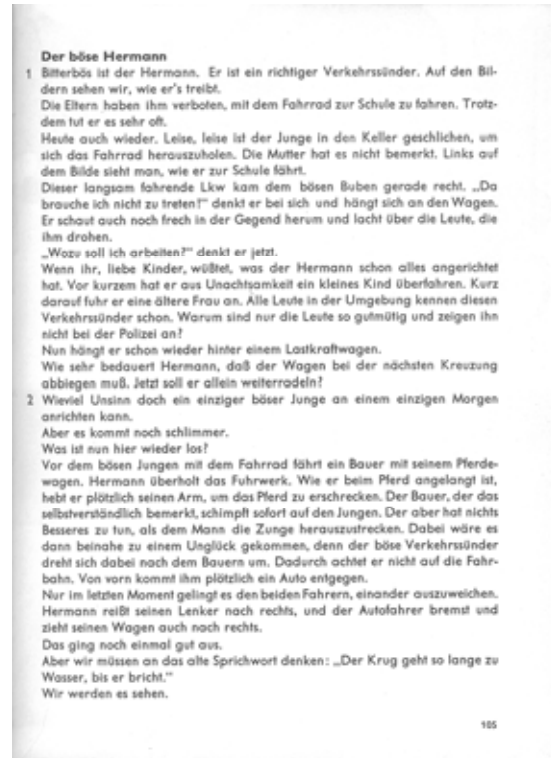 Der böse Hermann
1 Bitterbös ist der Hermann. Er ist ein richtiger Verkehrssünder. Auf den Bil-
dern sehen wir, wie er's treibt.
Die Eltern haben ihm verboten, mit dem Fahrrad zur Schule zu fahren. Trotz-
dem tut er es sehr oft.
Heute auch wieder. Leise, leise ist der Junge in den Keller geschlichen, um
sich das Fahrrad herauszuholen. Die Mutter hat es nicht bemerkt. Links auf
dem Bilde sieht man, wie er zur Schule fährt.
Dieser langsam fahrende Lkw kam dem bösen Buben gerade recht. „Da
brauche ich nicht zu treten!" denkt er bei sich und hängt sich an den Wagen.
Er schaut auch noch frech in der Gegend herum und lacht über die Leute, die
ihm drohen.
„Wozu soll ich arbeiten?" denkt er jetzt.
Wenn ihr, liebe Kinder, wüßtet, was der Hermann schon alles angerichtet
hat. Vor kurzem hat er aus Unachtsamkeit ein kleines Kind überfahren. Kurz
darauf fuhr er eine ältere Frau an. Alle Leute in der Umgebung kennen diesen
Verkehrssünder schon. Warum sind nur die Leute so gutmütig und zeigen ihn
nicht bei der Polizei an?
Nun hängt er schon wieder hinter einem Lastkraftwagen.
Wie sehr bedauert Hermann, daß der Wagen bei der nächsten Kreuzung
abbiegen muß. Jetzt soll er allein weiterradeln?
2 Wieviel Unsinn doch ein einziger böser Junge an einem einzigen Morgen
anrichten kann.
Aber es kommt noch schlimmer.
Was ist nun hier wieder los?
Vor dem bösen Jungen mit dem Fahrrad fährt ein Bauer mit seinem Pferde-
wagen. Hermann überholt das Fuhrwerk. Wie er beim Pferd angelangt ist,
hebt er plötzlich seinen Arm, um das Pferd zu erschrecken. Der Bauer, der das
selbstverständlich bemerkt, schimpft sofort auf den Jungen. Der aber hat nichts
Besseres zu tun, als dem Mann die Zunge herauszustrecken. Dabei wäre es
dann beinahe zu einem Unglück gekommen, denn der böse Verkehrssünder
dreht sich dabei nach dem Bauern um. Dadurch achtet er nicht auf die Fahr-
bahn. Von vorn kommt ihm plötzlich ein Auto entgegen.
Nur im letzten Moment gelingt es den beiden Fahrern, einander auszuweichen.
Hermann reißt seinen Lenker nach rechts, und der Autofahrer bremst und
zieht seinen Wagen auch nach rechts.
Das ging noch einmal gut aus.
Aber wir müssen an das alte Sprichwort denken: „Der Krug geht so lange zu
Wasser, bis er bricht."
Wir werden es sehen.
105